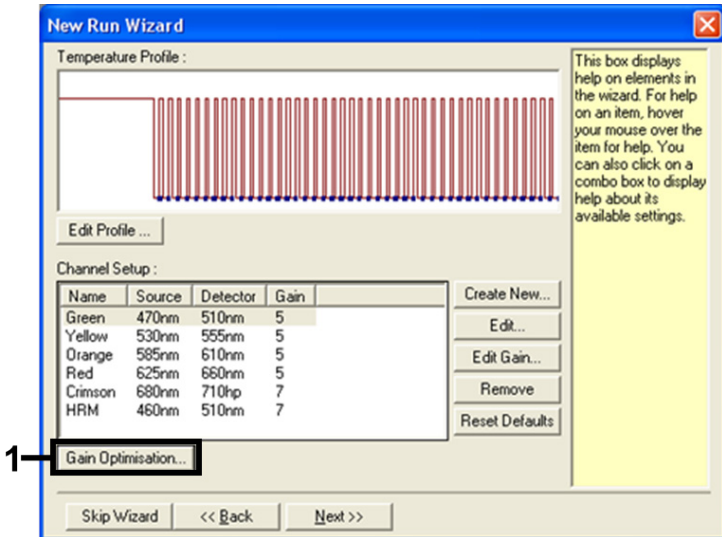 New Run Wizard
Temperature Profile :
This box displays
help on elements in
the wizard. For help
on an item, hover
your mouse over the
item for help. You
can also click on a
combo box to display
help about its
available settings.
Edit Profile ...
Channel Setup :
Name Source Detector Gain
Green 470nm 510nm 5
Yellow 530nm 555nm 5
Orange 585nm 610nm 5
Red 625nm 660nm 5
Crimson 680nm 710hp 7
HRM 460nm 510nm 7
Create New...
Edit...
Edit Gain...
Remove
Reset Defaults
1
Gain Optimisation...
Skip Wizard << Back Next >>